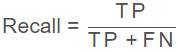 Recall = TP / TP + FN